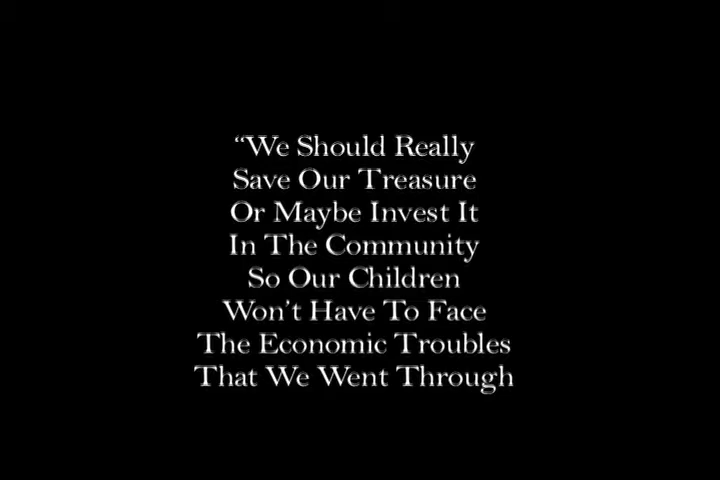 “We Should Really
Save Our Treasure
Or Maybe Invest It
In The Community
So Our Children
Won’t Have To Face
The Economic Troubles
That We Went Through